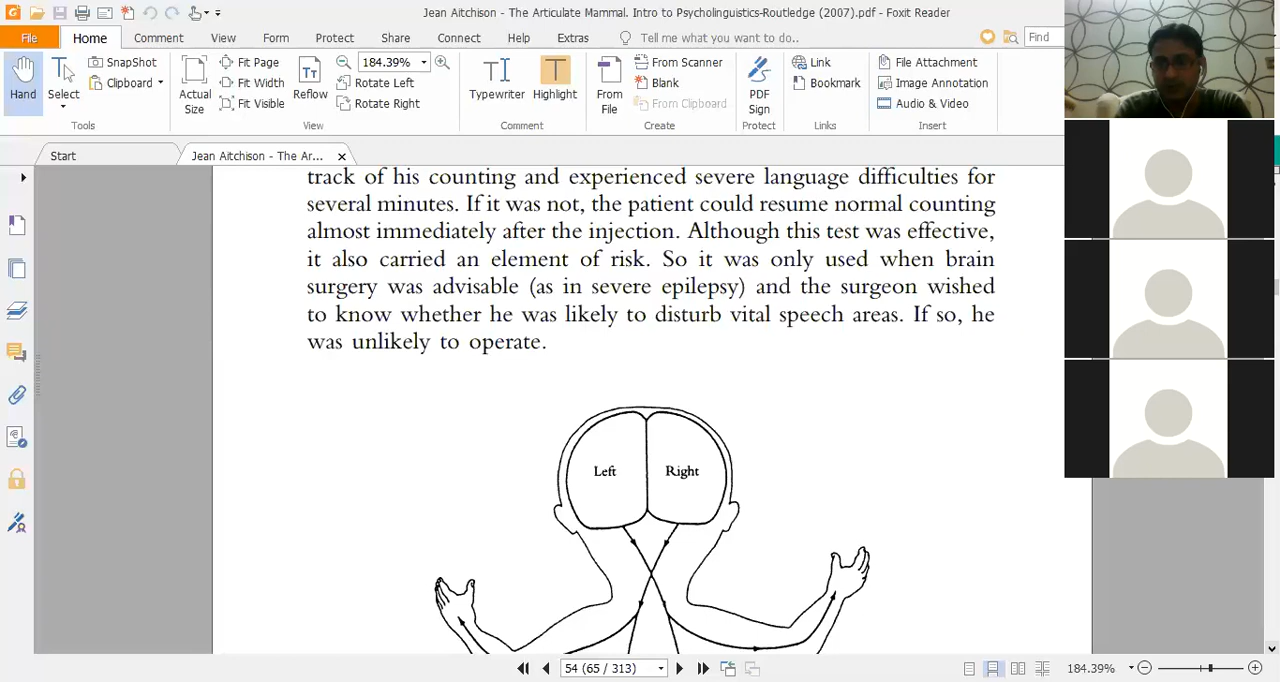 Jean Aitchison - The Articulate Mammal. Intro to Psycholinguistics-Routledge (2007).pdf - Foxit Reader
File Home Comment View Form Protect Share Connect Help Extras Tell me what you want to do.. Find
Hand
Select
SnapShot
Clipboard
Tools
Actual Size
Fit Page
Fit Width
Fit Visible
Reflow
184.39%
Rotate Left
Rotate Right
View
Typewriter
Highlight
Comment
From File
From Scanner
Blank
From Clipboard
Create
PDF Sign
Protect
Link
Bookmark
Links
File Attachment
Image Annotation
Audio & Video
Insert
Start
Jean Aitchison - The Ar...
track of his counting and experienced severe language difficulties for
several minutes. If it was not, the patient could resume normal counting
almost immediately after the injection. Although this test was effective,
it also carried an element of risk. So it was only used when brain
surgery was advisable (as in severe epilepsy) and the surgeon wished
to know whether he was likely to disturb vital speech areas. If so, he
was unlikely to operate.
Left Right
54 (65 / 313)
184.39%